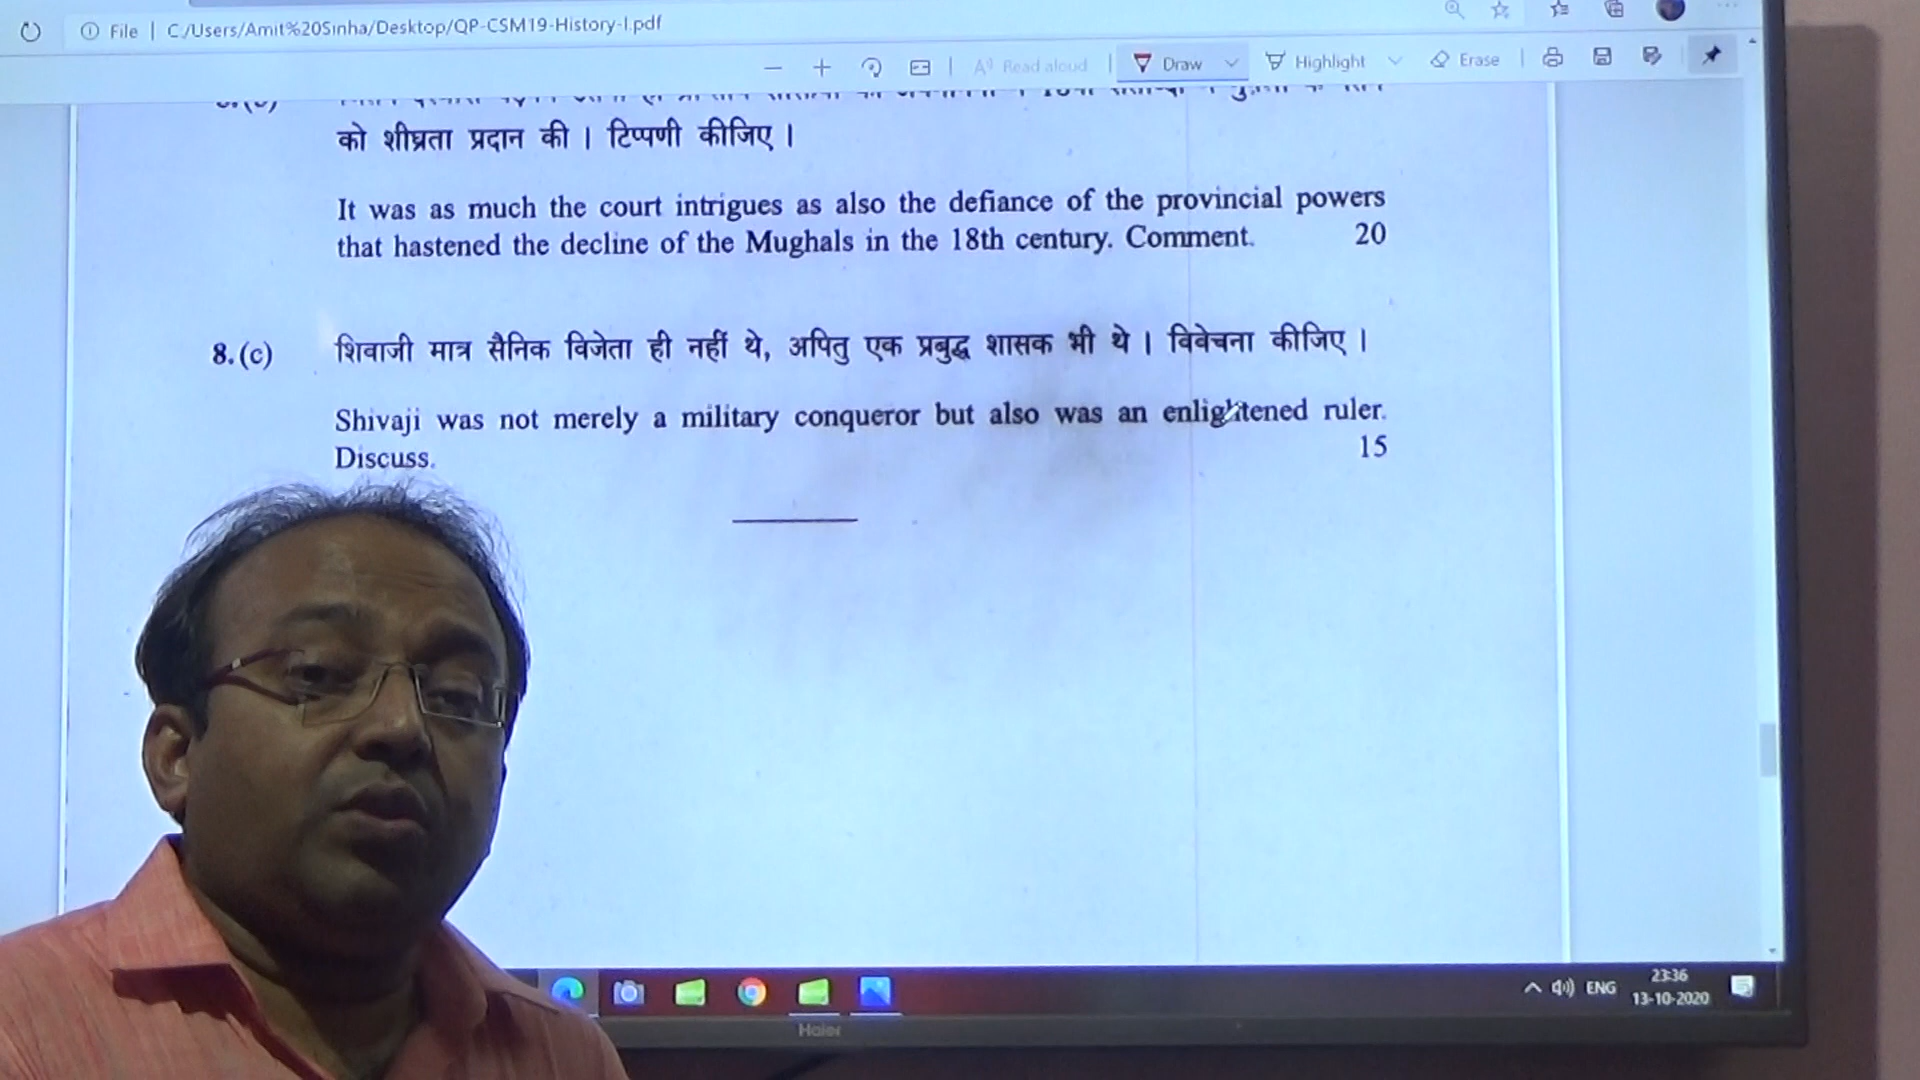 File | C:/Users/Amit%20Sinha/Desktop/QP-CSM19-History-I.pdf
Read aloud Draw Highlight Erase
को शीघ्रता प्रदान की । टिप्पणी कीजिए ।
It was as much the court intrigues as also the defiance of the provincial powers
that hastened the decline of the Mughals in the 18th century. Comment. 20
8.(c) शिवाजी मात्र सैनिक विजेता ही नहीं थे, अपितु एक प्रबुद्ध शासक भी थे । विवेचना कीजिए ।
Shivaji was not merely a military conqueror but also was an enlightened ruler.
Discuss. 15
ENG 23:36
13-10-2020
Haier